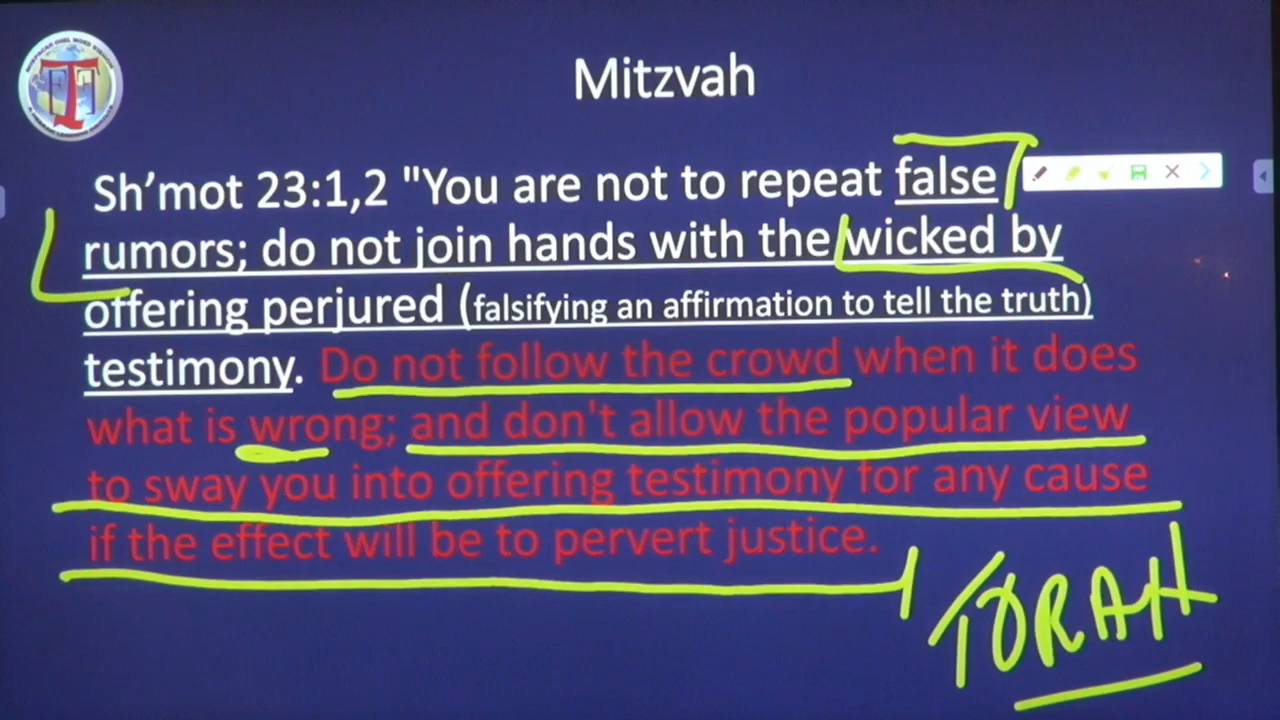 Mitzvah
Sh’mot 23:1,2 "You are not to repeat false
rumors; do not join hands with the wicked by
offering perjured (falsifying an affirmation to tell the truth)
testimony. Do not follow the crowd when it does
what is wrong; and don't allow the popular view
to sway you into offering testimony for any cause
if the effect will be to pervert justice.
TORAH